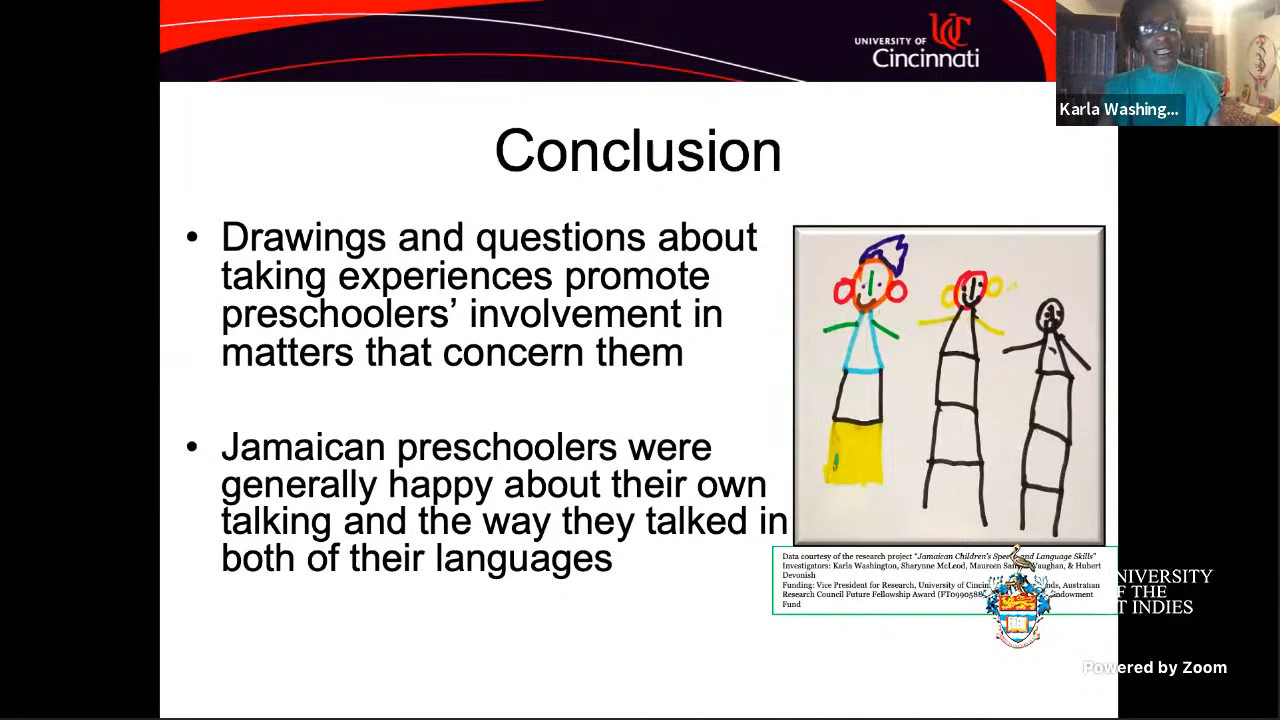 UNIVERSITY OF
Cincinnati
Karla Washing...
Conclusion
• Drawings and questions about
taking experiences promote
preschoolers’ involvement in
matters that concern them
• Jamaican preschoolers were
generally happy about their own
talking and the way they talked in
both of their languages
Data courtesy of the research project “Jamaican Children’s Speech and Language Skills”
Investigators: Karla Washington, Sharynne McLeod, Maureen Vaughan, & Hubert
Devonish
Funding: Vice President for Research, University of Australian
Research Council Future Fellowship Award
Fund
NIVERSITY
F THE
T INDIES
Powered by Zoom